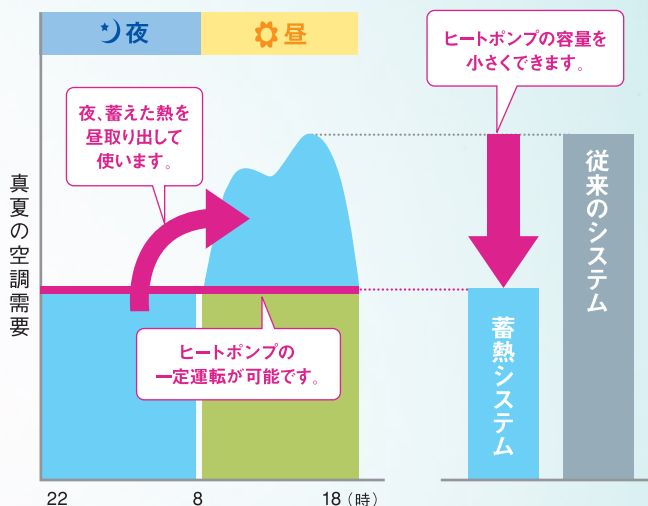 夜
昼
ヒートポンプの容量を
小さくできます。
夜、蓄えた熱を
昼取り出して
使います。
真夏の空調需要
従来のシステム
蓄熱システム
ヒートポンプの
一定運転が可能です。
22
8
18（時）